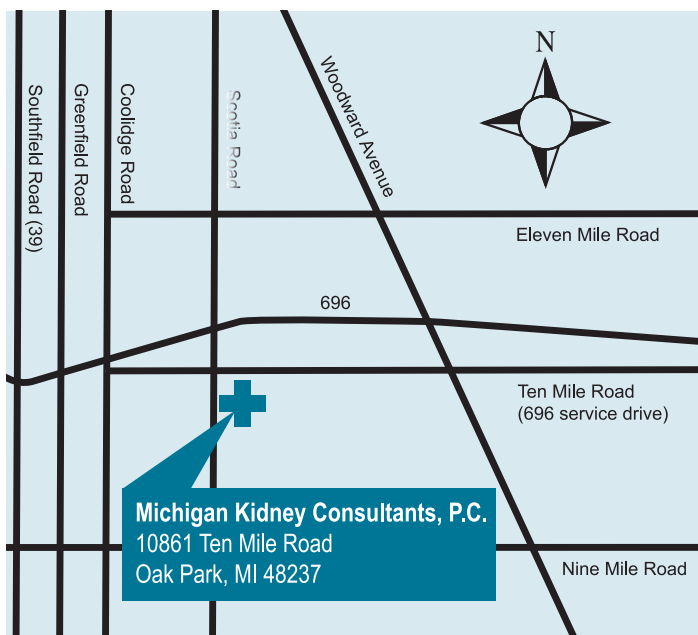 N
Southfield Road (39)
Greenfield Road
Coolidge Road
Scotia Road
Woodward Avenue
Eleven Mile Road
696
Ten Mile Road
(696 service drive)
Michigan Kidney Consultants, P.C.
10861 Ten Mile Road
Oak Park, MI 48237
Nine Mile Road